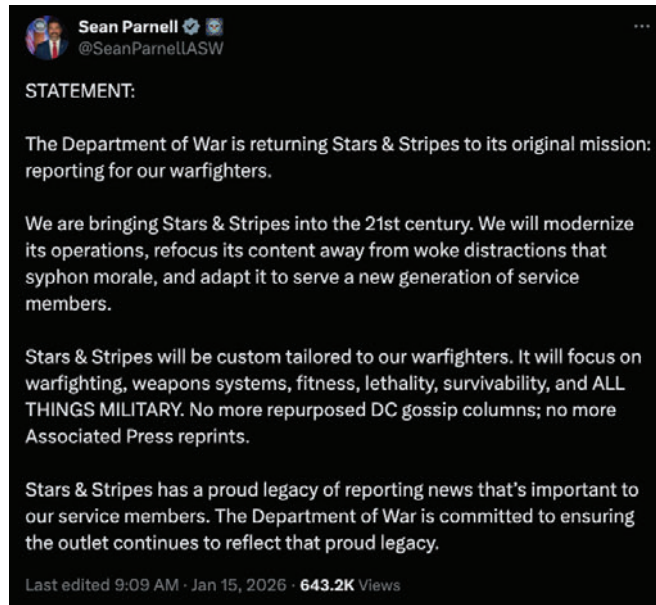 Sean Parnell
@SeanParnellASW
STATEMENT:
The Department of War is returning Stars & Stripes to its original mission:
reporting for our warfighters.
We are bringing Stars & Stripes into the 21st century. We will modernize
its operations, refocus its content away from woke distractions that
syphon morale, and adapt it to serve a new generation of service
members.
Stars & Stripes will be custom tailored to our warfighters. It will focus on
warfighting, weapons systems, fitness, lethality, survivability, and ALL
THINGS MILITARY. No more repurposed DC gossip columns; no more
Associated Press reprints.
Stars & Stripes has a proud legacy of reporting news that’s important to
our service members. The Department of War is committed to ensuring
the outlet continues to reflect that proud legacy.
Last edited 9:09 AM · Jan 15, 2026 · 643.2K Views